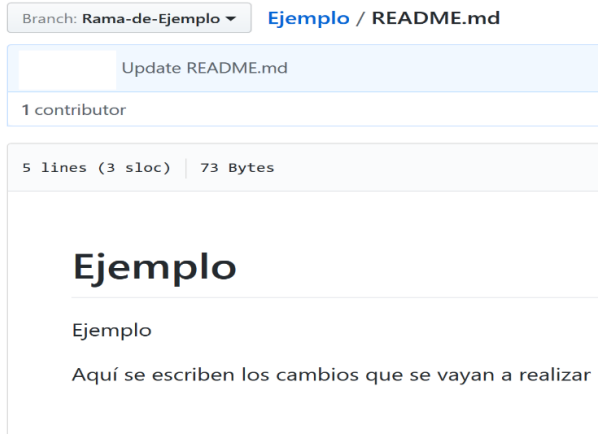 Branch: Rama-de-Ejemplo Ejemplo / README.md
Update README.md
1 contributor
5 lines (3 sloc) 73 Bytes
Ejemplo
Ejemplo
Aquí se escriben los cambios que se vayan a realizar